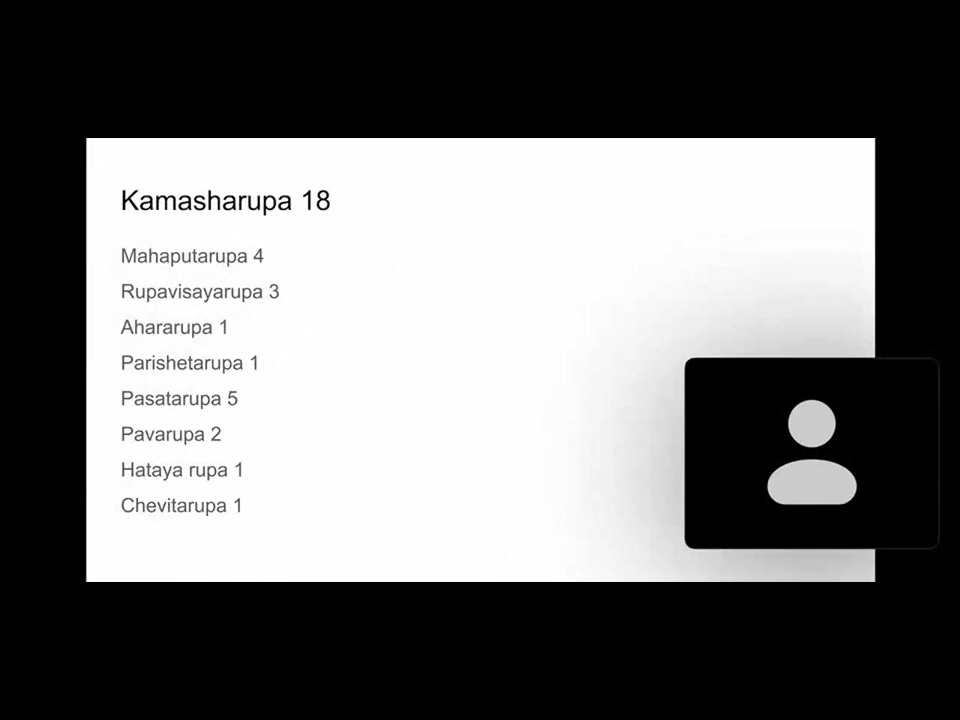 Kamasharupa 18
Mahaputarupa 4
Rupavisayarupa 3
Ahararupa 1
Parishetarupa 1
Pasatarupa 5
Pavarupa 2
Hataya rupa 1
Chevitarupa 1